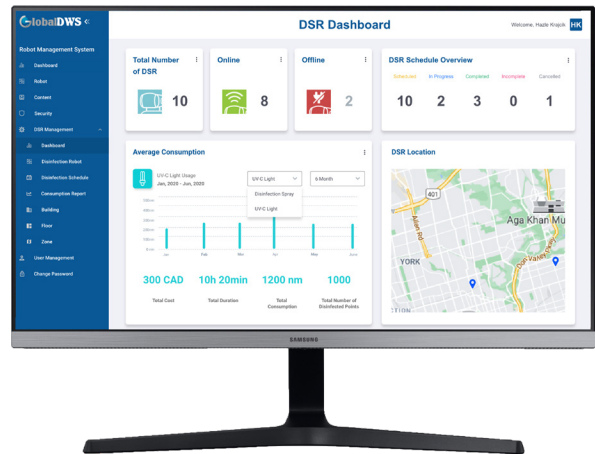 GlobalDWS «
DSR Dashboard
Welcome, Hazle Krajcik HK
Robot Management System
Dashboard
Robot
Content
Security
DSR Management
Dashboard
Disinfection Robot
Disinfection Schedule
Consumption Report
Building
Floor
Zone
User Management
Change Password
Total Number
of DSR
10
Online
8
Offline
2
DSR Schedule Overview
Scheduled In Progress Completed Incomplete Cancelled
10 2 3 0 1
Average Consumption
UV-C Light Usage
Jan, 2020 - Jun, 2020
UV-C Light
6 Month
Disinfection Spray
UV-C Light
Jan Feb Mar May June
300 CAD 10h 20min 1200 nm 1000
Total Cost Total Duration Total
Consumption
Total Number of
Disinfected Points
DSR Location
401
Allan Rd
Aga Khan Mu
Don Valley Pkwy
YORK
SAMSUNG